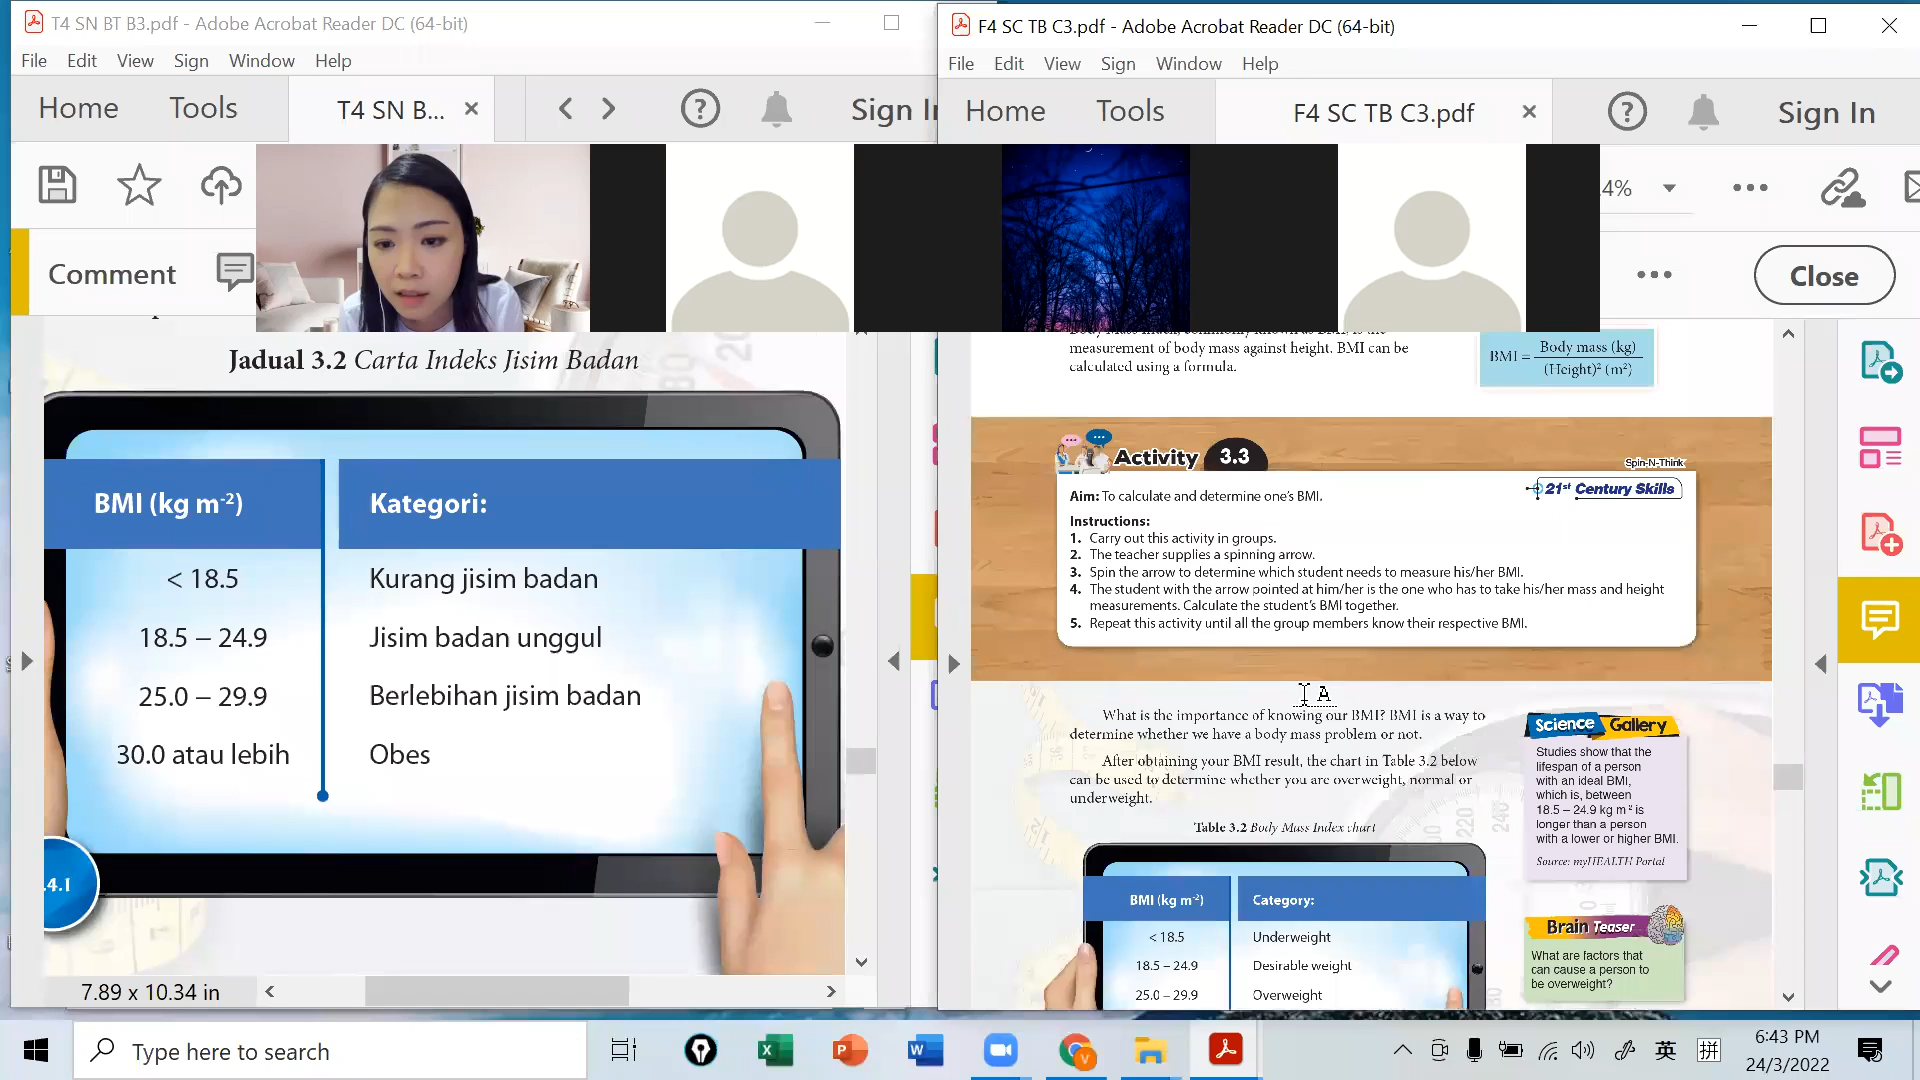 T4 SN BT B3.pdf - Adobe Acrobat Reader DC (64-bit)
File Edit View Sign Window Help
Home Tools T4 SN B... Sign In
Comment
Jadual 3.2 Carta Indeks Jisim Badan
BMI (kg m-2) Kategori:
< 18.5 Kurang jisim badan
18.5 – 24.9 Jisim badan unggul
25.0 – 29.9 Berlebihan jisim badan
30.0 atau lebih Obes
.4.1
7.89 x 10.34 in
F4 SC TB C3.pdf - Adobe Acrobat Reader DC (64-bit)
File Edit View Sign Window Help
Home Tools F4 SC TB C3.pdf Sign In
4%
Close
measurement of body mass against height. BMI can be
calculated using a formula.
BMI = Body mass (kg)
(Height)² (m²)
Activity 3.3
Spin-N-Think
21st Century Skills
Aim: To calculate and determine one's BMI.
Instructions:
1. Carry out this activity in groups.
2. The teacher supplies a spinning arrow.
3. Spin the arrow to determine which student needs to measure his/her BMI.
4. The student with the arrow pointed at him/her is the one who has to take his/her mass and height
measurements. Calculate the student's BMI together.
5. Repeat this activity until all the group members know their respective BMI.
A
What is the importance of knowing our BMI? BMI is a way to
determine whether we have a body mass problem or not.
After obtaining your BMI result, the chart in Table 3.2 below
can be used to determine whether you are overweight, normal or
underweight.
Table 3.2 Body Mass Index chart
BMI (kg m-2) Category:
< 18.5 Underweight
18.5 – 24.9 Desirable weight
25.0 – 29.9 Overweight
Science Gallery
Studies show that the
lifespan of a person
with an ideal BMI,
which is, between
18.5 – 24.9 kg m-2 is
longer than a person
with a lower or higher BMI.
Source: myHEALTH Portal
Brain Teaser
What are factors that
can cause a person to
be overweight?
220
240
Type here to search
英 拼
6:43 PM
24/3/2022